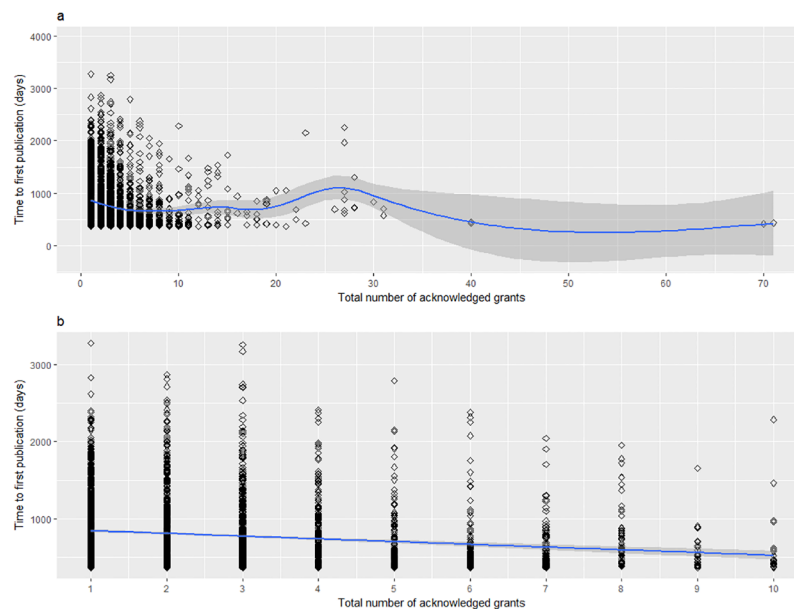 a
4000
3000
2000
1000
0
Time to first publication (days)
0 10 20 30 40 50 60 70
Total number of acknowledged grants
b
3000
2000
1000
Time to first publication (days)
1 2 3 4 5 6 7 8 9 10
Total number of acknowledged grants